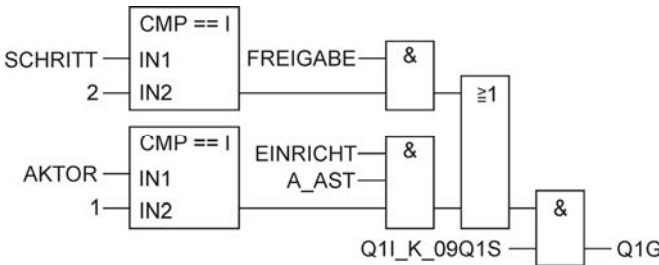 CMP == I
SCHRITT IN1 FREIGABE &
2 IN2
≧1
CMP == I
EINRICHT &
AKTOR IN1 A_AST
1 IN2
&
Q1I_K_09Q1S Q1G